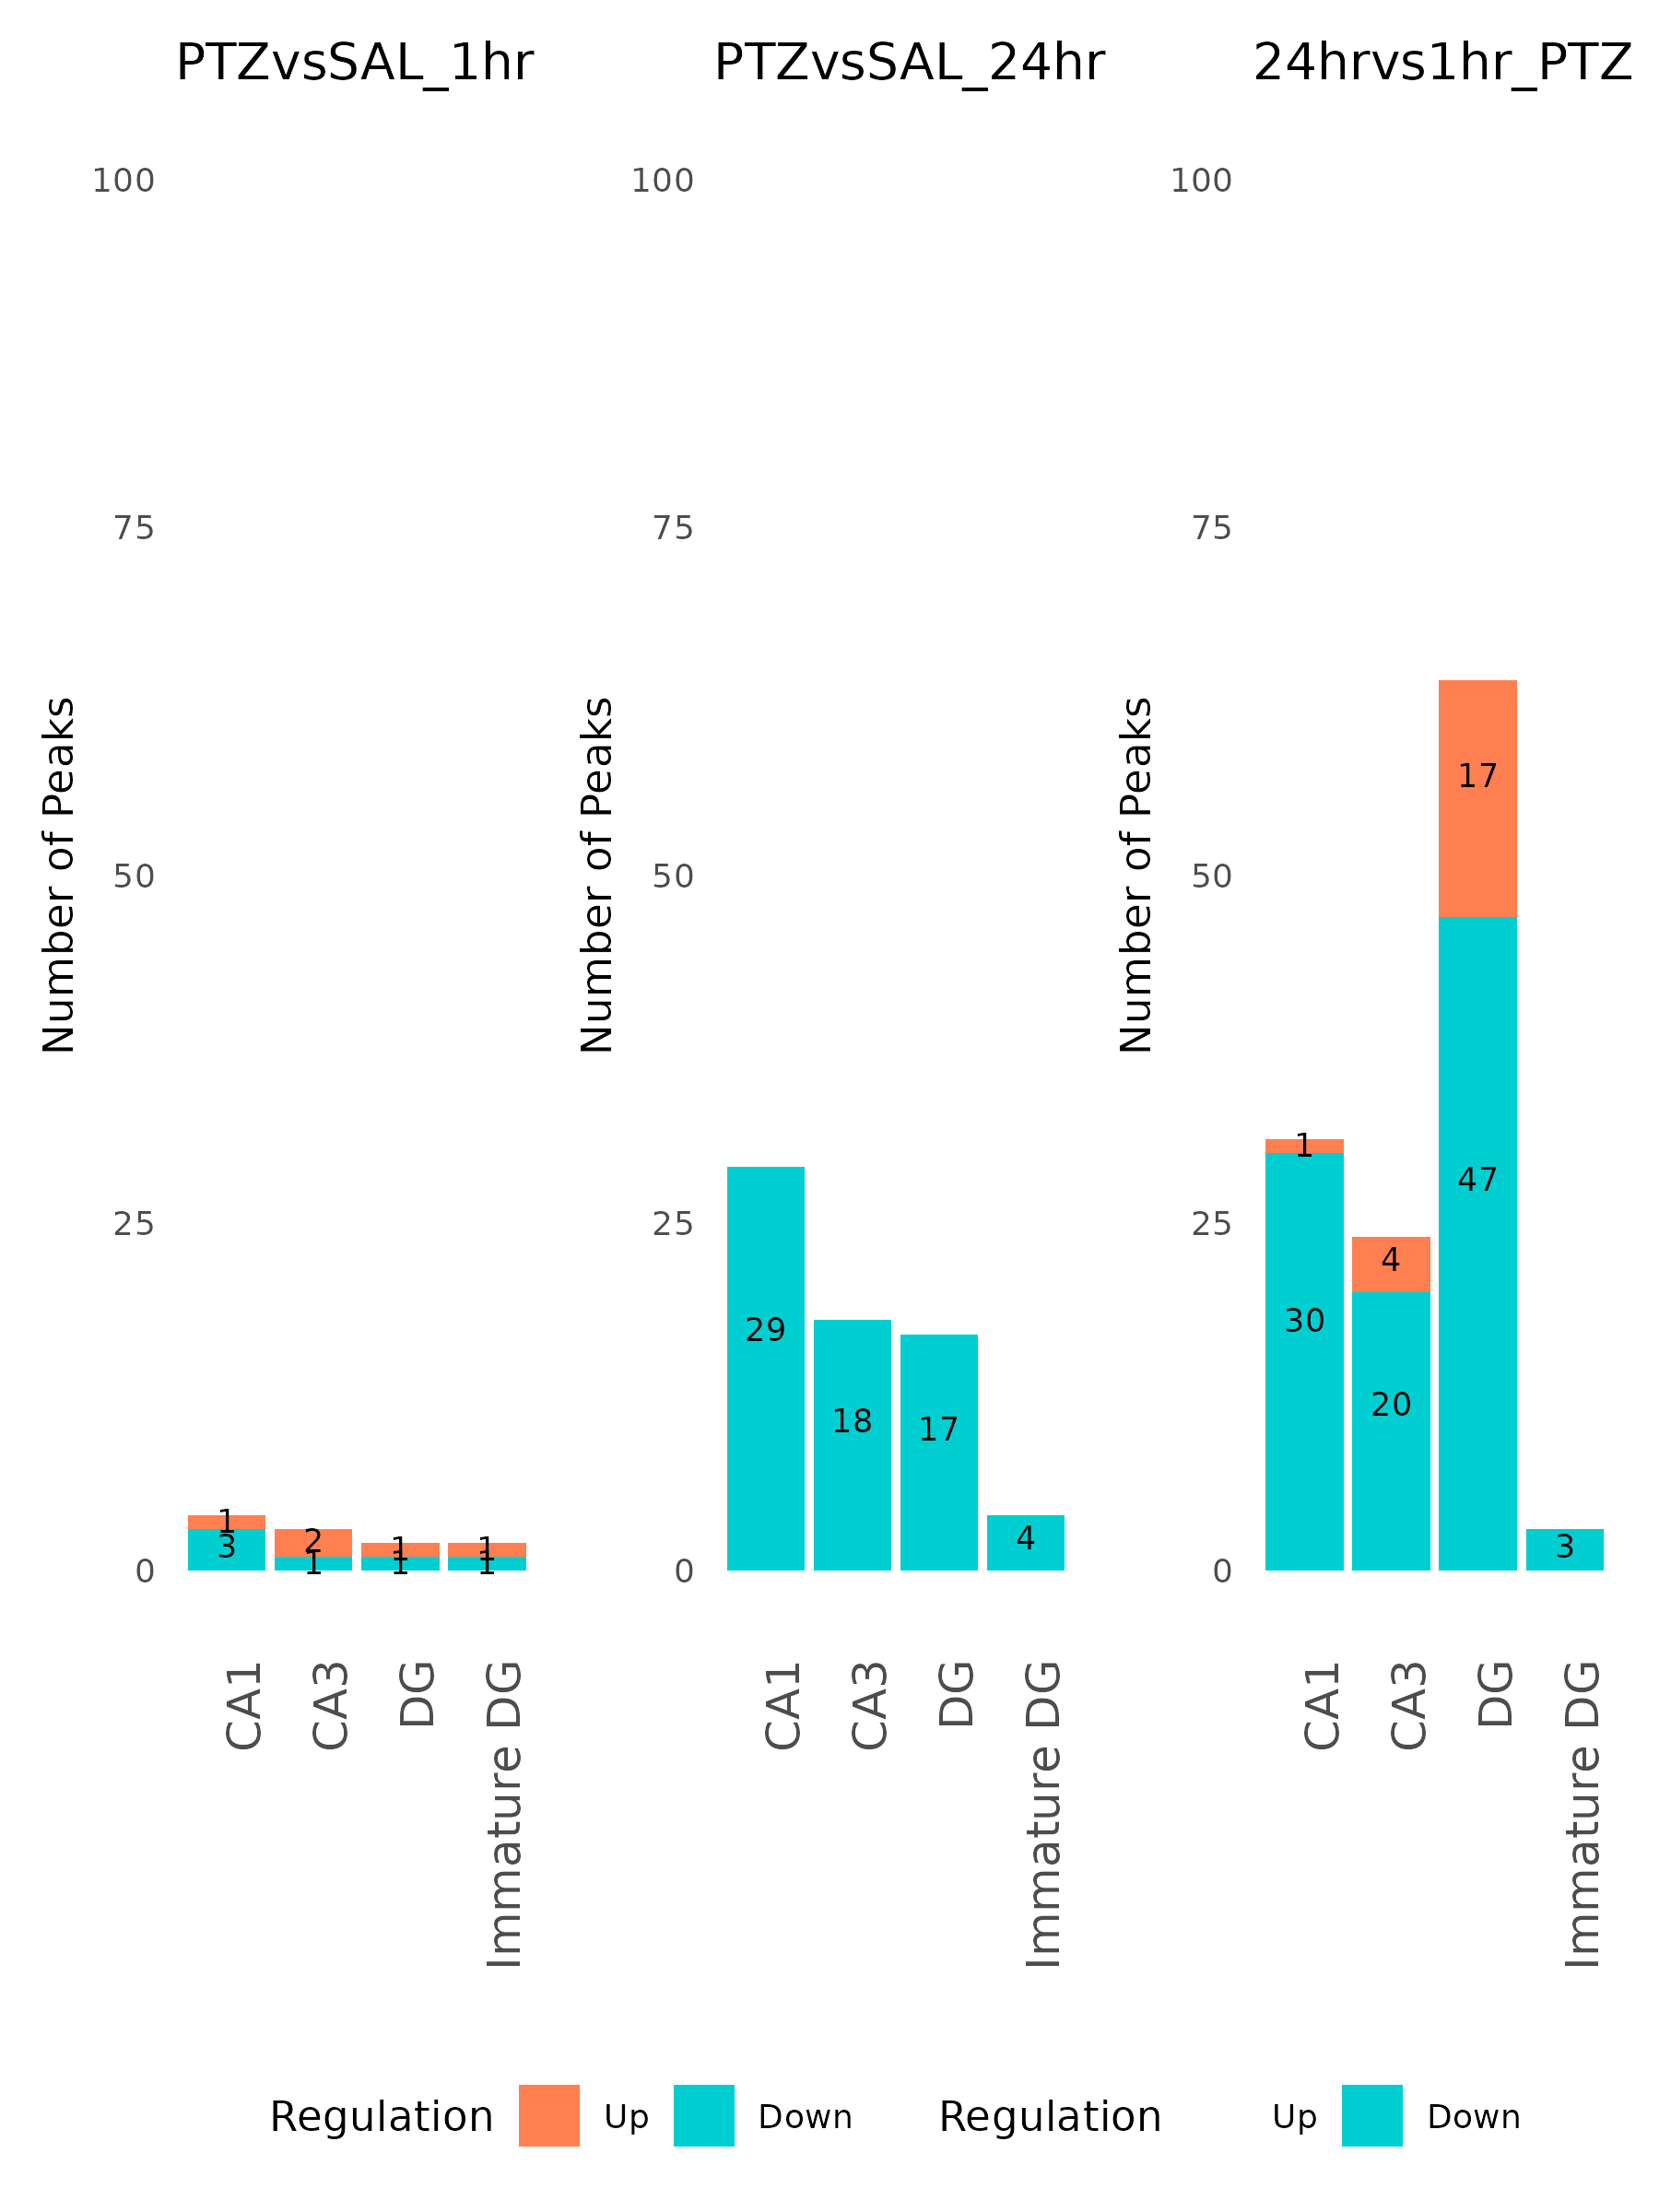 PTZvsSAL_1hr
PTZvsSAL_24hr
24hrvs1hr_PTZ
Number of Peaks
100
75
50
25
0
1
3
2
1
1
1
1
1
CA1
CA3
DG
Immature DG
Number of Peaks
100
75
50
25
0
29
18
17
4
CA1
CA3
DG
Immature DG
Number of Peaks
100
75
50
25
0
1
30
4
20
17
47
3
CA1
CA3
DG
Immature DG
Regulation Up Down
Regulation Up Down